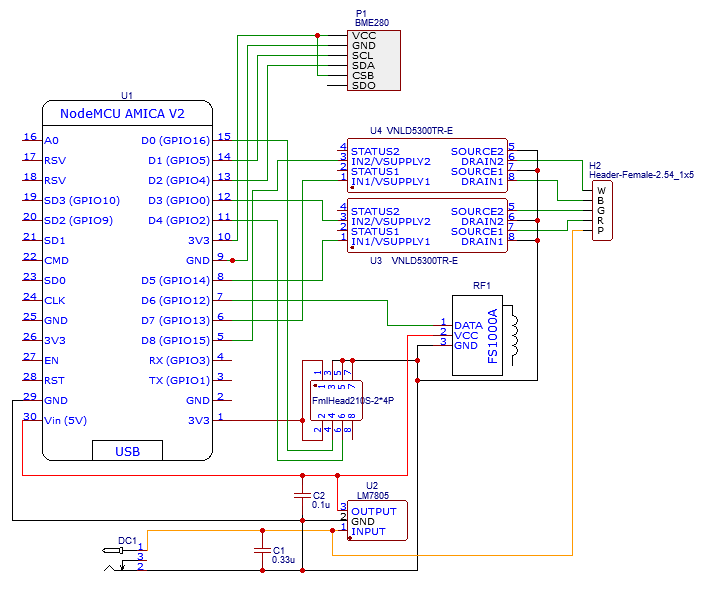 P1
BME280
VCC
GND
SCL
SDA
CSB
SDO
U1
NodeMCU AMICA V2
16 A0
17 RSV
18 RSV
19 SD3 (GPIO10)
20 SD2 (GPIO9)
21 SD1
22 CMD
23 SD0
24 CLK
25 GND
26 3V3
27 EN
28 RST
29 GND
30 Vin (5V)
D0 (GPIO16) 15
D1 (GPIO5) 14
D2 (GPIO4) 13
D3 (GPIO0) 12
D4 (GPIO2) 11
3V3 10
GND 9
D5 (GPIO14) 8
D6 (GPIO12) 7
D7 (GPIO13) 6
D8 (GPIO15) 5
RX (GPIO3) 4
TX (GPIO1) 3
GND 2
3V3 1
USB
U4 VNLD5300TR-E
4 STATUS2 SOURCE2 5
3 IN2/VSUPPLY2 DRAIN2 6
2 STATUS1 SOURCE1 7
1 IN1/VSUPPLY1 DRAIN1 8
4 STATUS2 SOURCE2 5
3 IN2/VSUPPLY2 DRAIN2 6
2 STATUS1 SOURCE1 7
1 IN1/VSUPPLY1 DRAIN1 8
U3 VNLD5300TR-E
H2
Header-Female-2.54_1x5
W
B
G
R
P
RF1
1 DATA
2 VCC
3 GND
FS1000A
1 3 5 7
1 3 5 7
FmlHead210S-2*4P
2 4 6 8
2 4 6 8
C2
0.1u
U2
LM7805
3 OUTPUT
2 GND
1 INPUT
DC1
1
3
2
C1
0.33u